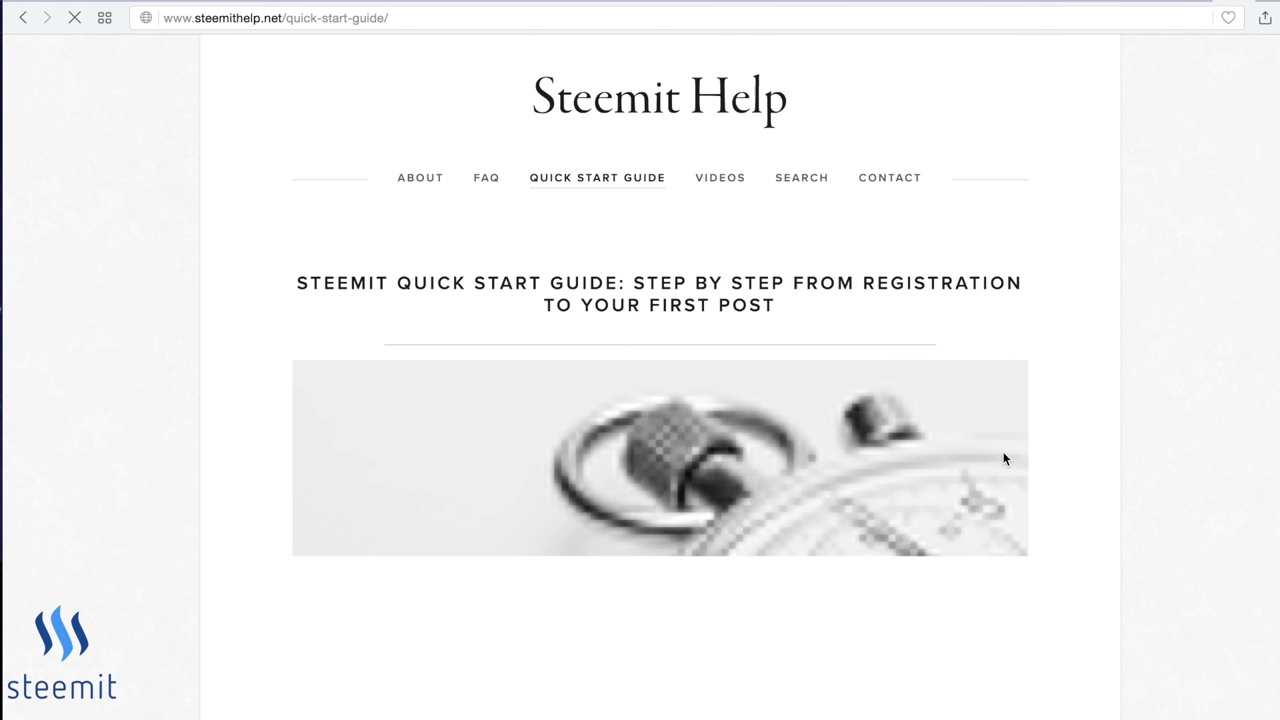 www.steemithelp.net/quick-start-guide/
Steemit Help
ABOUT FAQ QUICK START GUIDE VIDEOS SEARCH CONTACT
STEEMIT QUICK START GUIDE: STEP BY STEP FROM REGISTRATION
TO YOUR FIRST POST
steemit